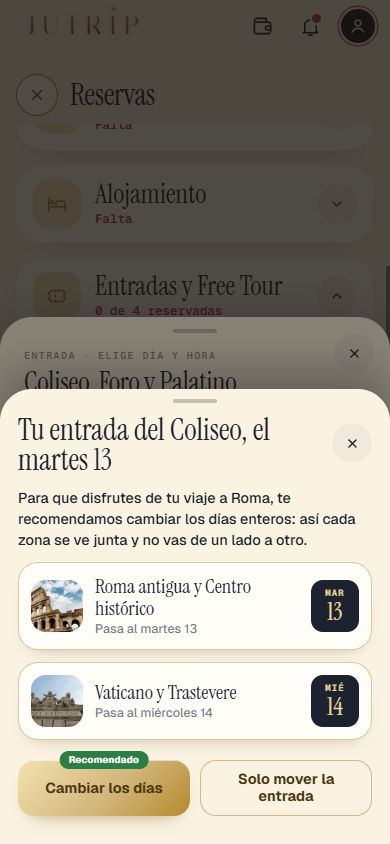 JUTRIP
Reservas
Falta
Alojamiento
Falta
Entradas y Free Tour
0 de 4 reservadas
ENTRADA · ELIGE DÍA Y HORA
Coliseo, Foro y Palatino
Tu entrada del Coliseo, el
martes 13
Para que disfrutes de tu viaje a Roma, te
recomendamos cambiar los días enteros: así cada
zona se ve junta y no vas de un lado a otro.
Roma antigua y Centro
histórico
Pasa al martes 13
MAR
13
Vaticano y Trastevere
Pasa al miércoles 14
MIÉ
14
Recomendado
Cambiar los días
Solo mover la
entrada